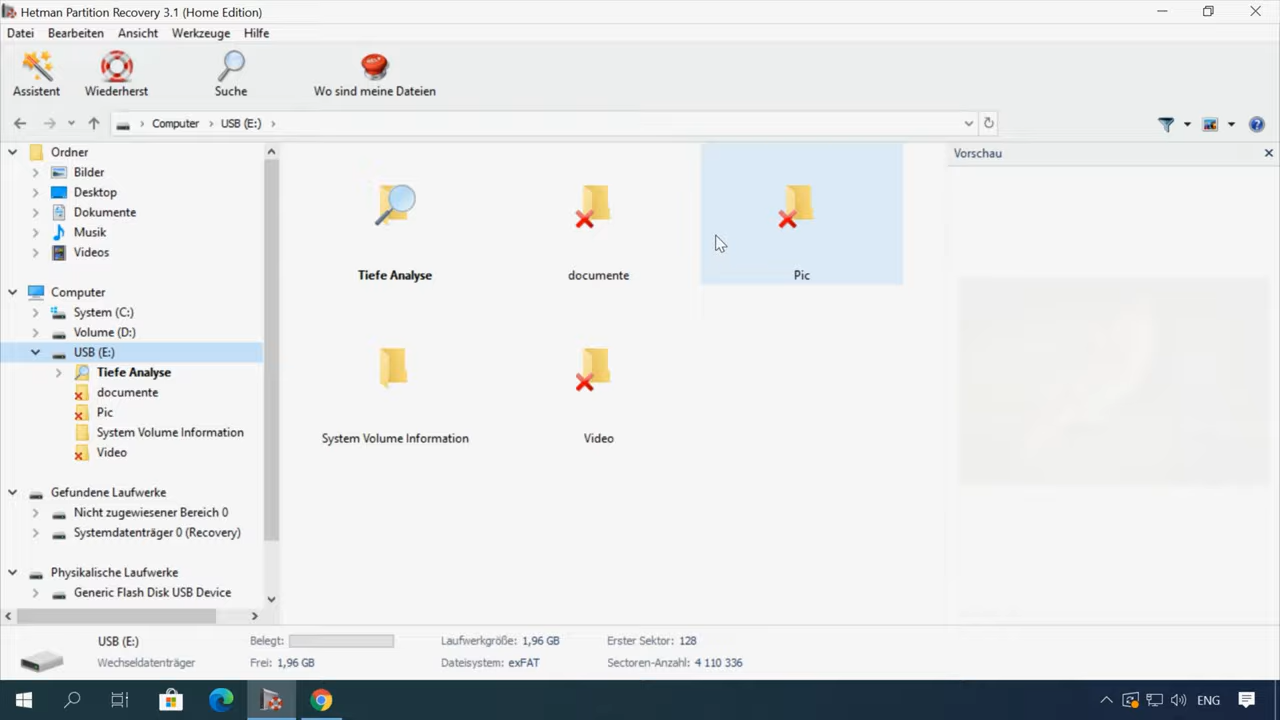 Hetman Partition Recovery 3.1 (Home Edition)
Datei Bearbeiten Ansicht Werkzeuge Hilfe
Assistent Wiederherst Suche Wo sind meine Dateien
Computer USB (E:)
Ordner
Bilder
Desktop
Dokumente
Musik
Videos
Computer
System (C:)
Volume (D:)
USB (E:)
Tiefe Analyse
documente
Pic
System Volume Information
Video
Gefundene Laufwerke
Nicht zugewiesener Bereich 0
Systemdatenträger 0 (Recovery)
Physikalische Laufwerke
Generic Flash Disk USB Device
Tiefe Analyse documente Pic
System Volume Information Video
Vorschau
USB (E:) Belegt: Laufwerkgröße: 1,96 GB Erster Sektor: 128
Wechseldatenträger Frei: 1,96 GB Dateisystem: exFAT Sectoren-Anzahl: 4 110 336
ENG